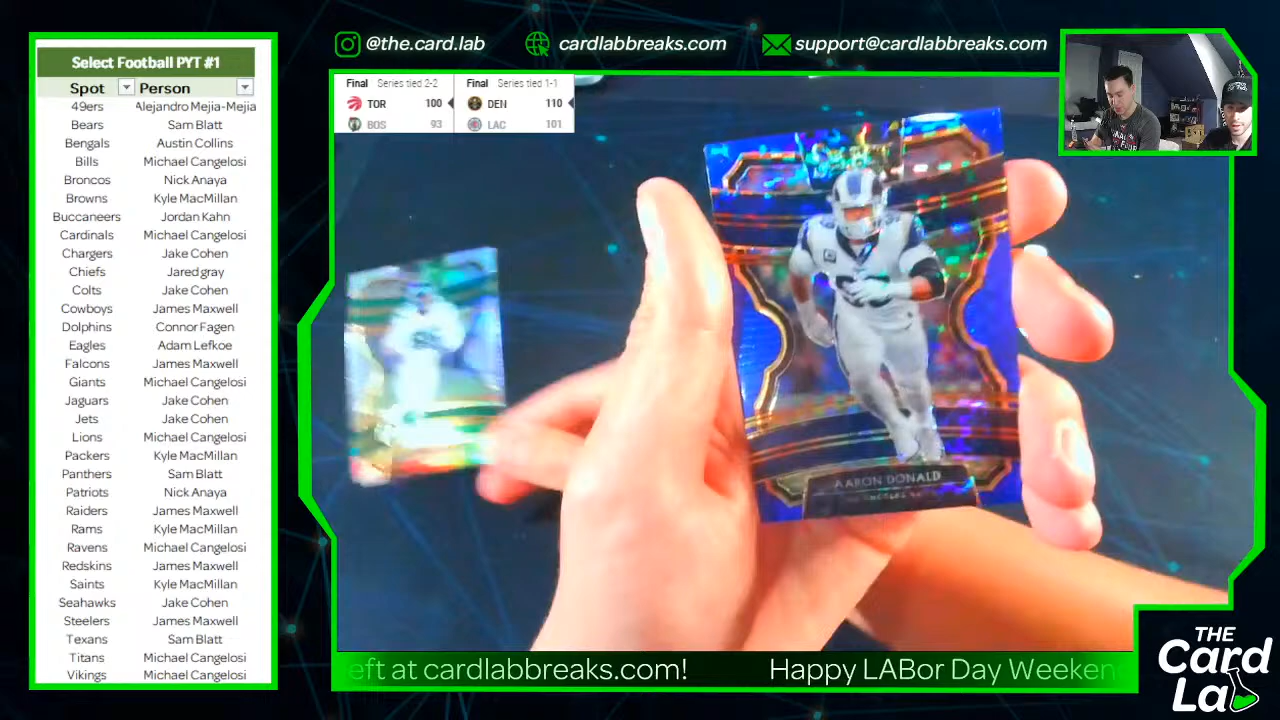 Select Football PYT #1
Spot Person
49ers Alejandro Mejia-Mejia
Bears Sam Blatt
Bengals Austin Collins
Bills Michael Cangelosi
Broncos Nick Anaya
Browns Kyle MacMillan
Buccaneers Jordan Kahn
Cardinals Michael Cangelosi
Chargers Jake Cohen
Chiefs Jared gray
Colts Jake Cohen
Cowboys James Maxwell
Dolphins Connor Fagen
Eagles Adam Lefkoe
Falcons James Maxwell
Giants Michael Cangelosi
Jaguars Jake Cohen
Jets Jake Cohen
Lions Michael Cangelosi
Packers Kyle MacMillan
Panthers Sam Blatt
Patriots Nick Anaya
Raiders James Maxwell
Rams Kyle MacMillan
Ravens Michael Cangelosi
Redskins James Maxwell
Saints Kyle MacMillan
Seahawks Jake Cohen
Steelers James Maxwell
Texans Sam Blatt
Titans Michael Cangelosi
Vikings Michael Cangelosi
@the.card.lab cardlabbreaks.com support@cardlabbreaks.com
Final Series tied 2-2
TOR 100
BOS 93
Final Series tied 1-1
DEN 110
LAC 101
AARON DONALD
eft at cardlabbreaks.com! Happy LABor Day Weeken
THE
Card
La